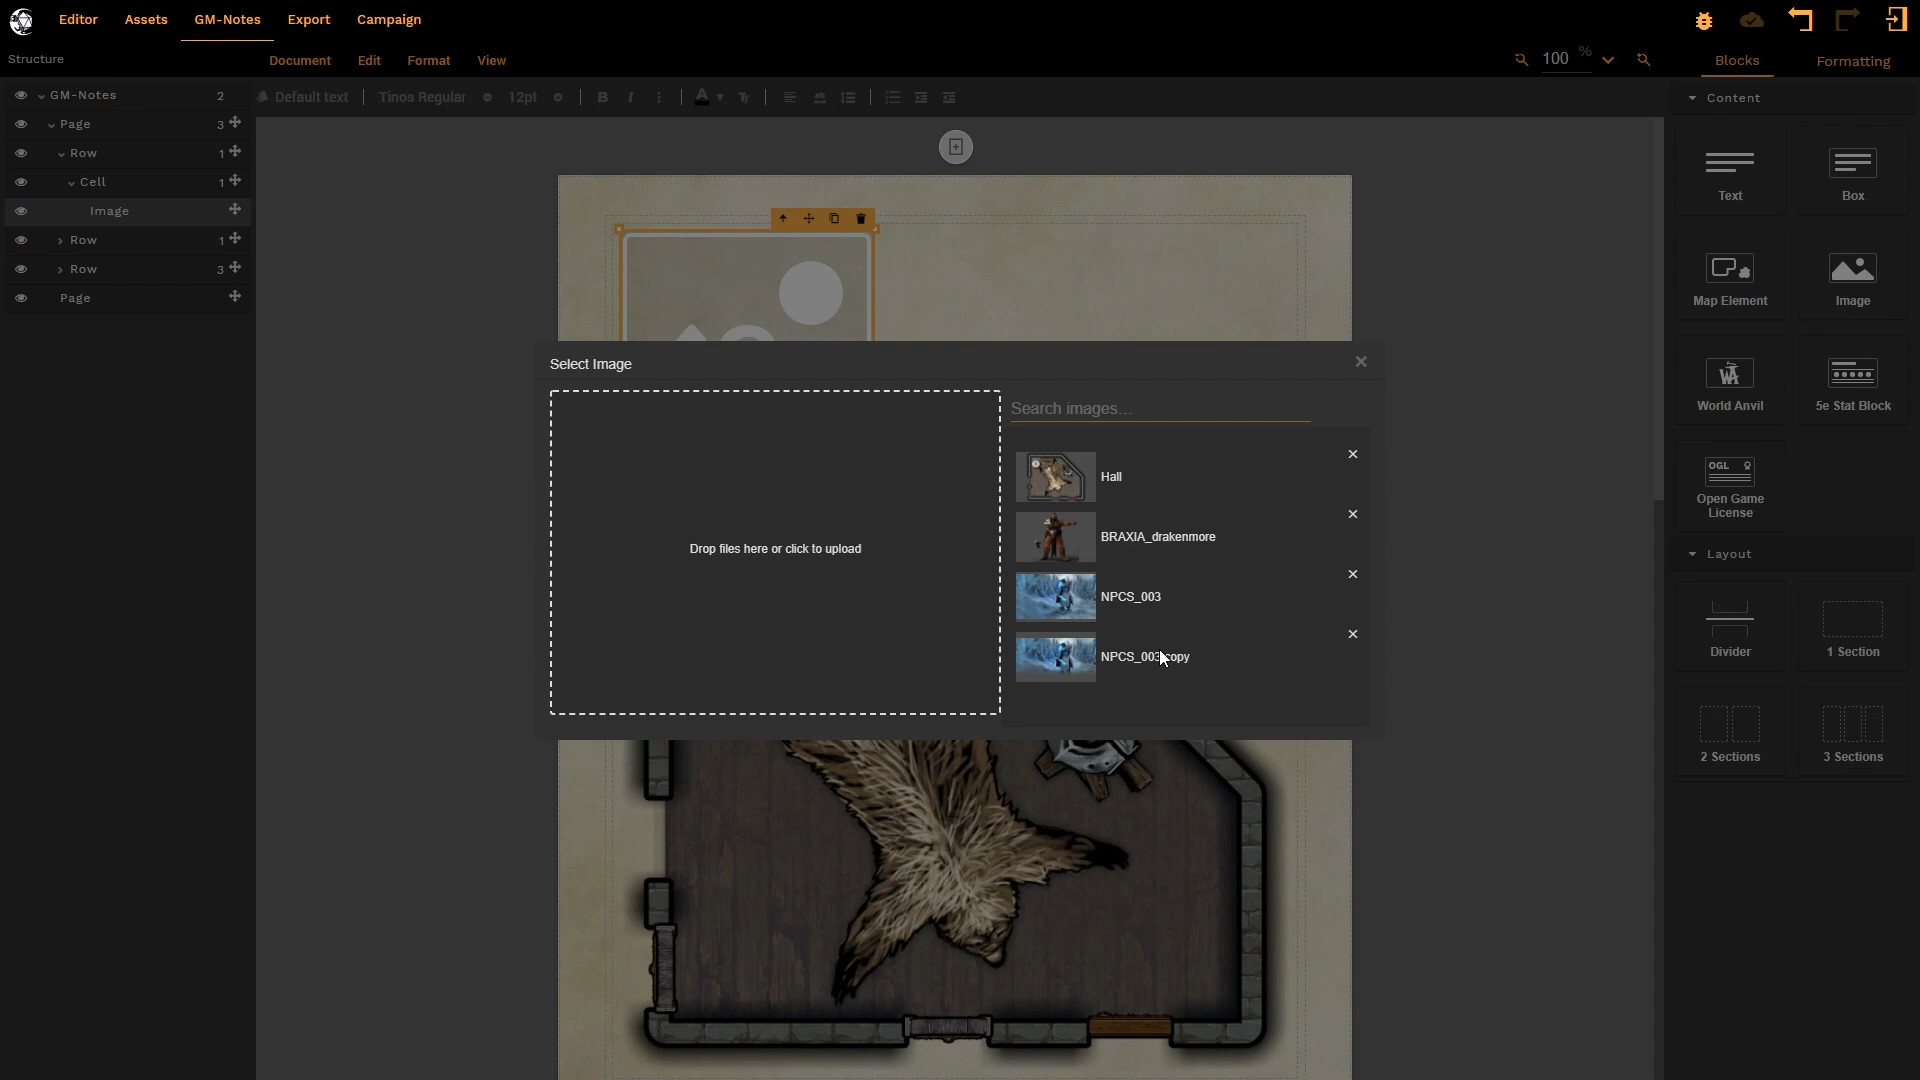 Editor Assets GM-Notes Export Campaign
Structure
Document Edit Format View
100 %
Blocks Formatting
GM-Notes 2
Page 3
Row 1
Cell 1
Image
Row 1
Row 3
Page
Default text Tinos Regular 12pt B I A
Content
Text Box
Map Element Image
World Anvil 5e Stat Block
OGL
Open Game
License
Layout
Divider 1 Section
2 Sections 3 Sections
Select Image
Drop files here or click to upload
Search images...
Hall
BRAXIA_drakenmore
NPCS_003
NPCS_003 copy